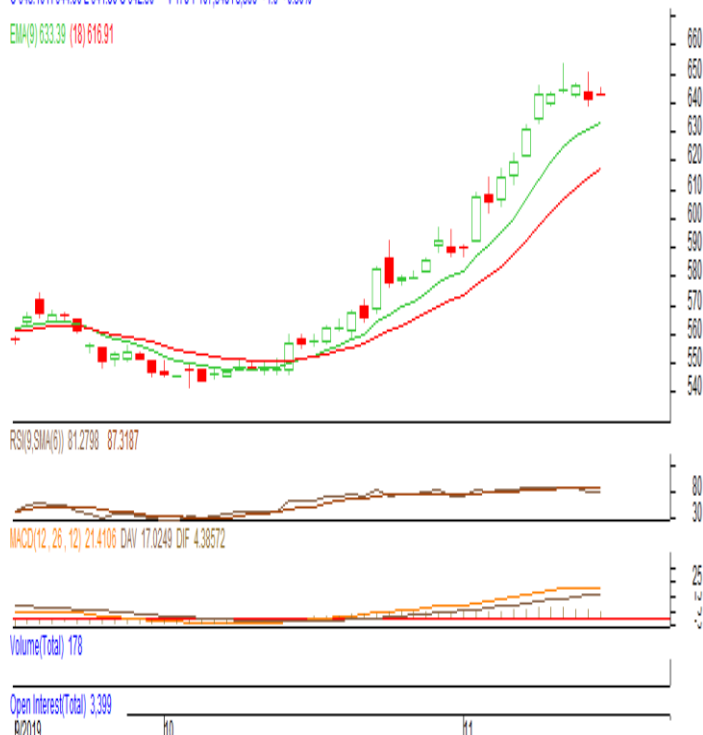 EMA(9) 633.39 (18) 616.91
660
650
640
630
620
610
600
590
580
570
560
550
540
RSI(9,SMA(6)) 81.2798 87.3187
80
30
MACD(12 , 26 , 12) 21.4106 DAV 17.0249 DIF 4.38572
25
Volume(Total) 178
Open Interest(Total) 3,399
9/2019 10 11